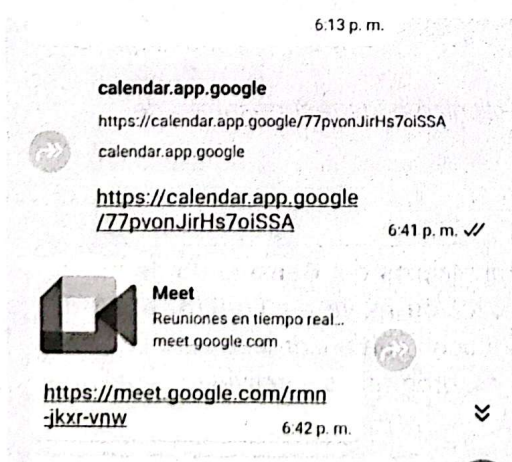 6:13 p. m.
calendar.app.google
https://calendar.app.google/77pvonJirHs7oiSSA
calendar.app.google
https://calendar.app.google
/77pvonJirHs7oiSSA
6:41 p. m.
Meet
Reuniones en tiempo real...
meet.google.com
https://meet.google.com/rmn
-jkxr-vnw
6:42 p. m.